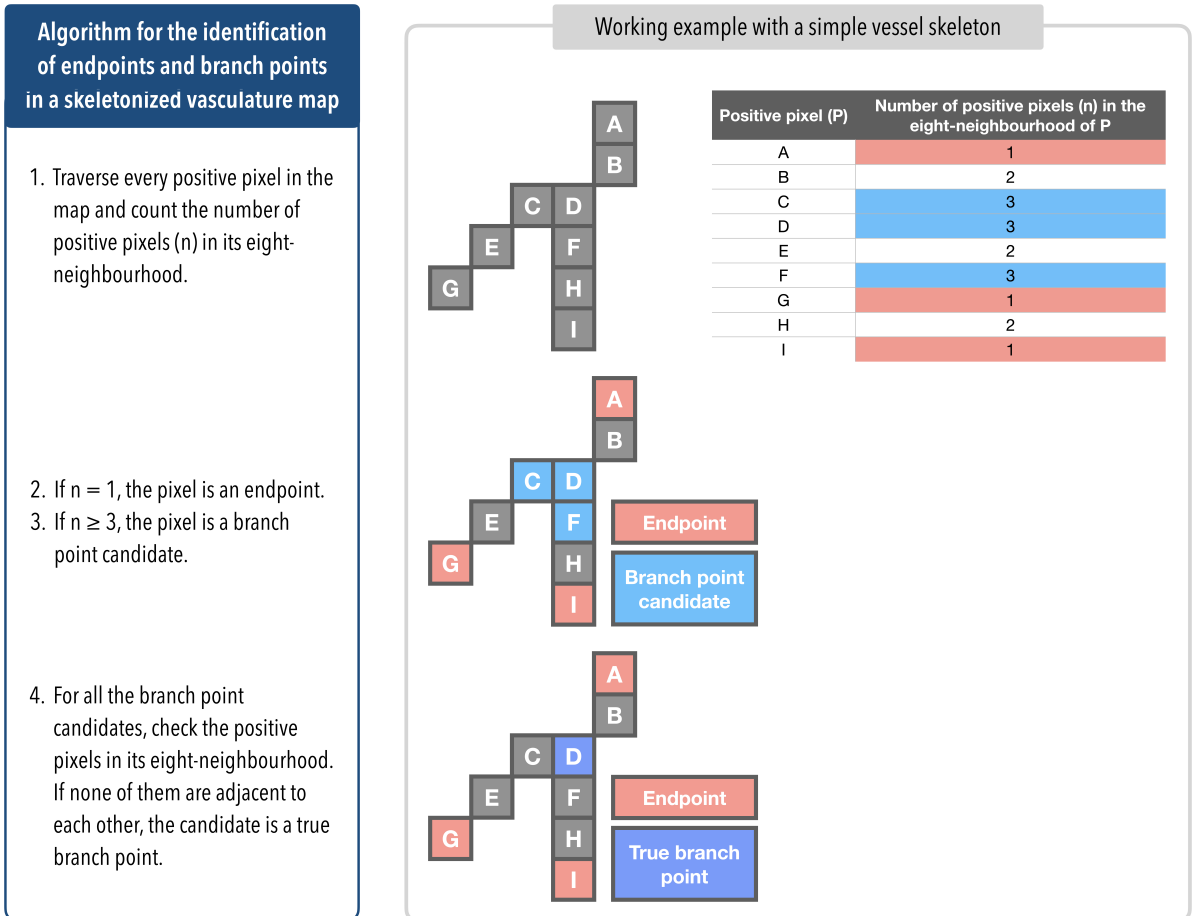 Algorithm for the identification
of endpoints and branch points
in a skeletonized vasculature map
1. Traverse every positive pixel in the
map and count the number of
positive pixels (n) in its eight-
neighbourhood.
2. If n = 1, the pixel is an endpoint.
3. If n ≥ 3, the pixel is a branch
point candidate.
4. For all the branch point
candidates, check the positive
pixels in its eight-neighbourhood.
If none of them are adjacent to
each other, the candidate is a true
branch point.
Working example with a simple vessel skeleton
A
B
C D
E F
G H
I
Positive pixel (P) Number of positive pixels (n) in the
eight-neighbourhood of P
A 1
B 2
C 3
D 3
E 2
F 3
G 1
H 2
I 1
A
B
C D
E F
G H
I
Endpoint
Branch point
candidate
A
B
C D
E F
G H
I
Endpoint
True branch
point